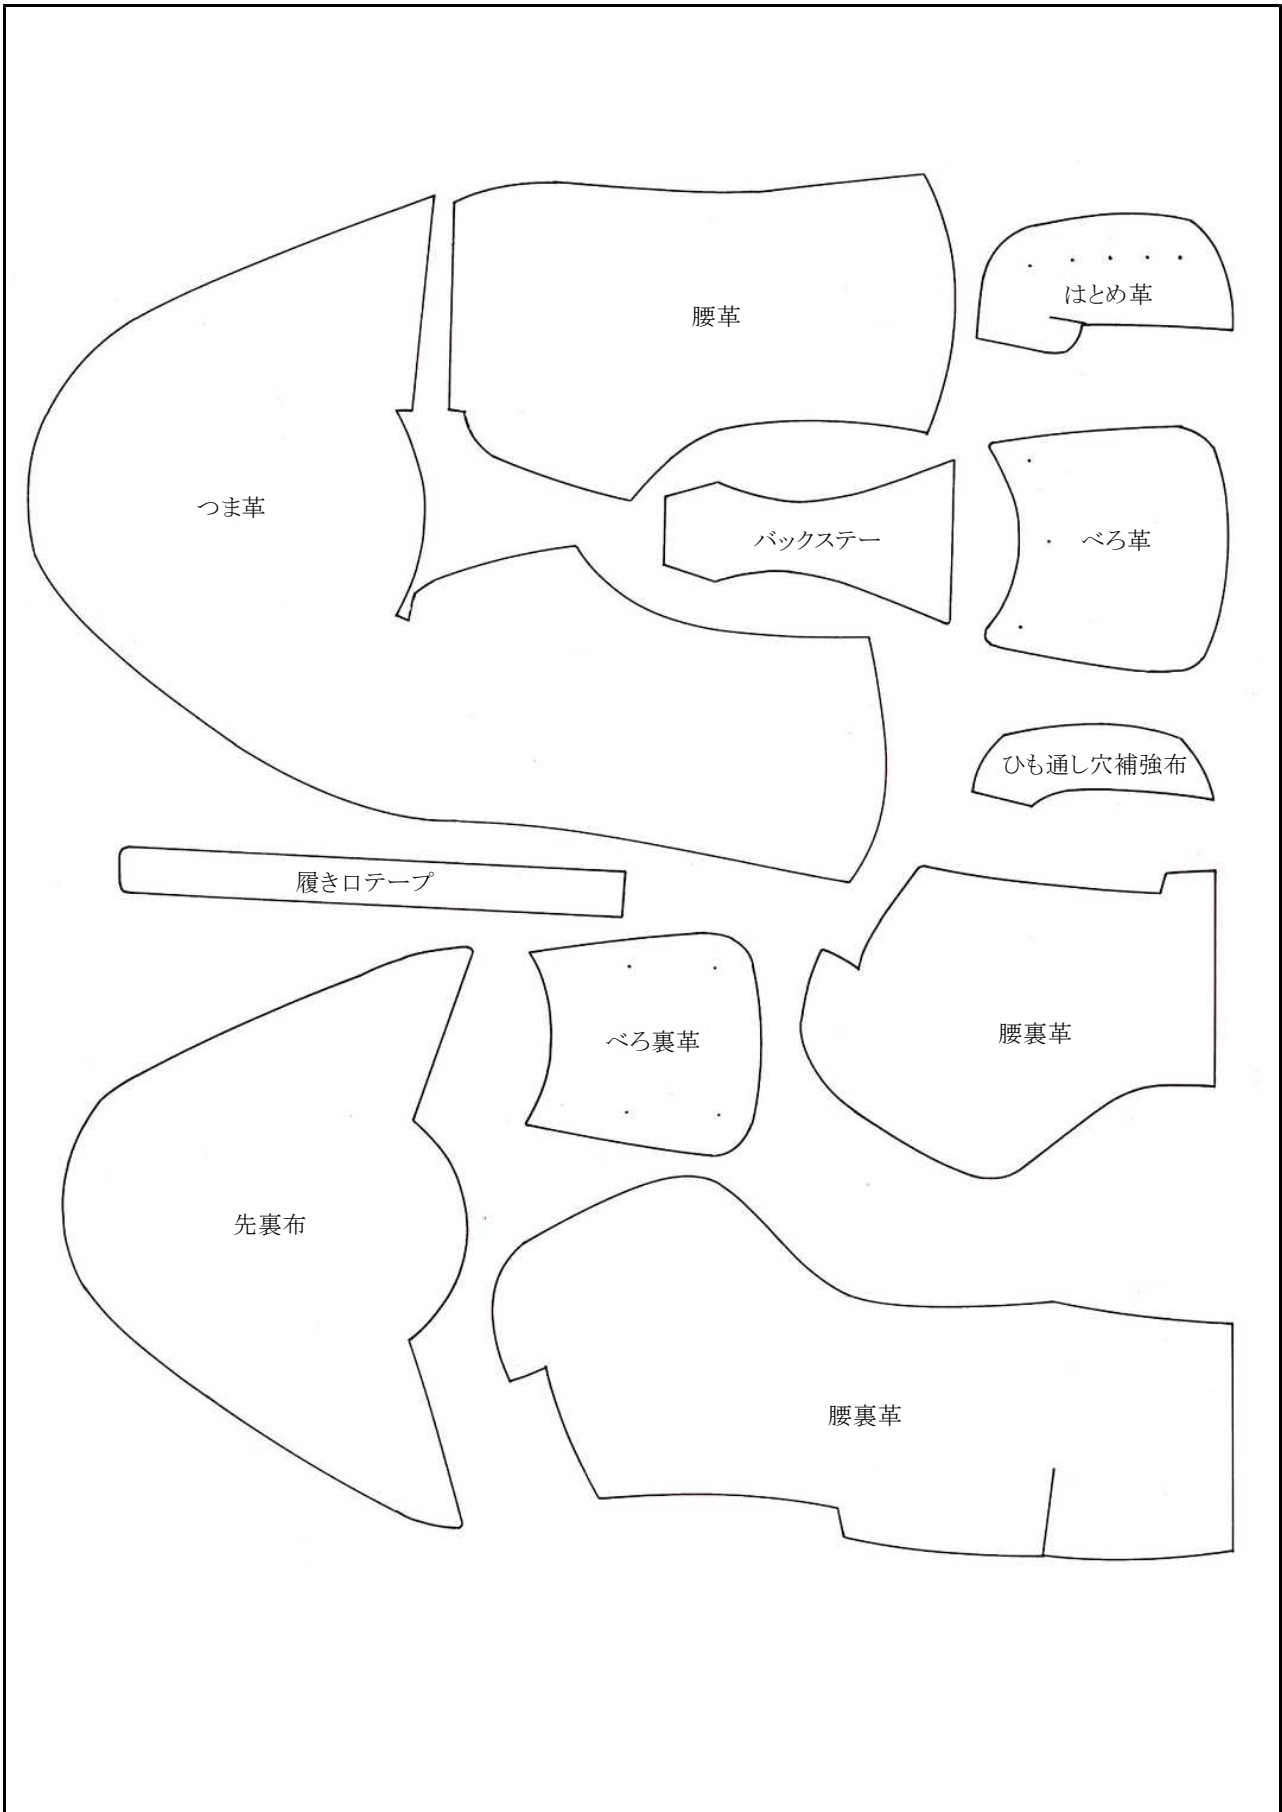 はとめ革
腰革
つま革
バックステー
べろ革
ひも通し穴補強布
履き口テープ
べろ裏革
腰裏革
先裏布
腰裏革